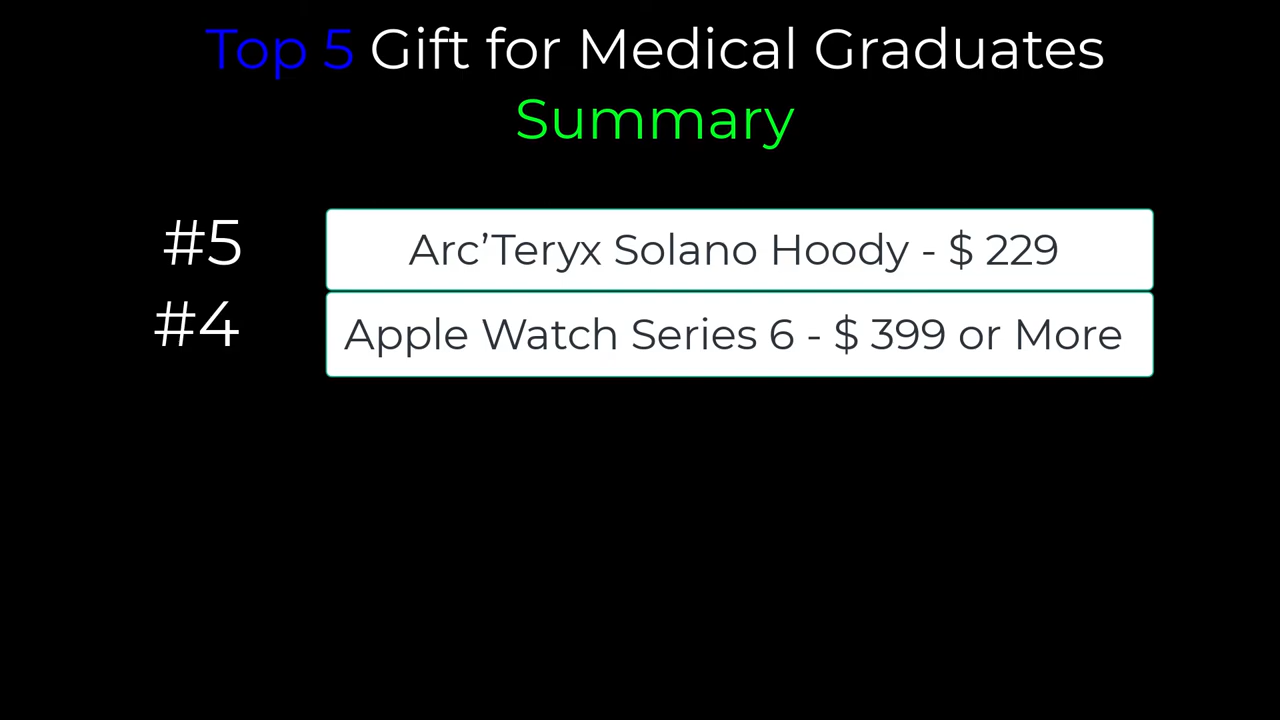 Top 5 Gift for Medical Graduates
Summary
#5 Arc’Teryx Solano Hoody - $ 229
#4 Apple Watch Series 6 - $ 399 or More